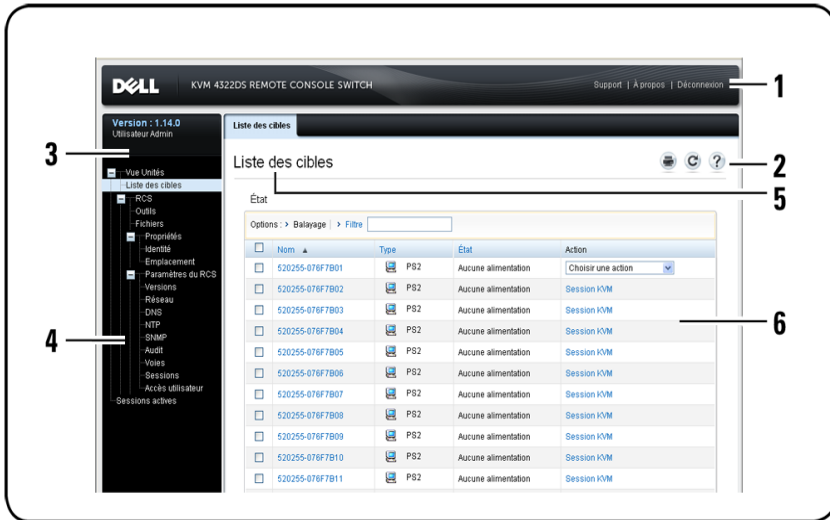 DELL KVM 4322DS REMOTE CONSOLE SWITCH Support | À propos | Déconnexion 1
Version : 1.14.0
Utilisateur Admin
Liste des cibles
3
Liste des cibles ? 2
5
Vue Unités
Liste des cibles
RCS
Outils
Fichiers
Propriétés
Identité
Emplacement
Paramètres du RCS
Versions
Réseau
DNS
NTP
SNMP
Audit
Voies
Sessions
Accès utilisateur
Sessions actives
4
État
Options : > Balayage | > Filtre
Nom Type État Action
520255-076F7B01 PS2 Aucune alimentation Choisir une action
520255-076F7B02 PS2 Aucune alimentation Session KVM
520255-076F7B03 PS2 Aucune alimentation Session KVM
520255-076F7B04 PS2 Aucune alimentation Session KVM
520255-076F7B05 PS2 Aucune alimentation Session KVM
520255-076F7B06 PS2 Aucune alimentation Session KVM
520255-076F7B07 PS2 Aucune alimentation Session KVM
520255-076F7B08 PS2 Aucune alimentation Session KVM
520255-076F7B09 PS2 Aucune alimentation Session KVM
520255-076F7B10 PS2 Aucune alimentation Session KVM
520255-076F7B11 PS2 Aucune alimentation Session KVM
6